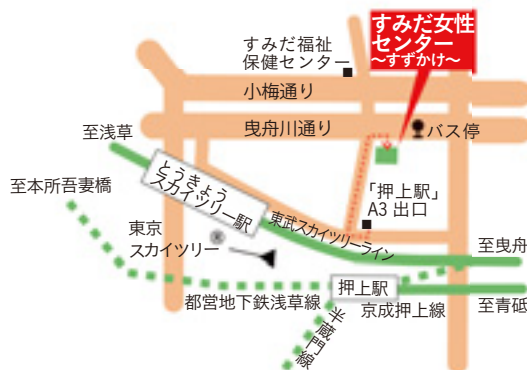 すみだ女性
センター
〜すずかけ〜
すみだ福祉
保健センター
小梅通り
曳舟川通り
バス停
至浅草
とうきょう
スカイツリー駅
「押上駅」
A3 出口
至本所吾妻橋
東京
スカイツリー
東武スカイツリーライン
至曳舟
押上駅
都営地下鉄浅草線
京成押上線
至青砥
半蔵門線